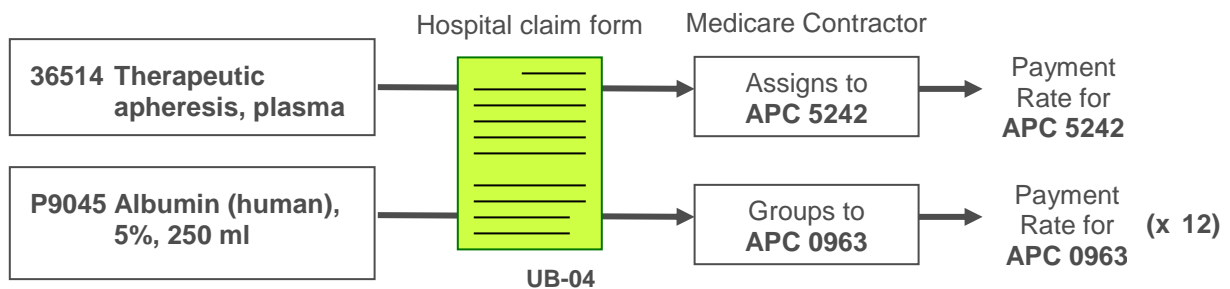 Hospital claim form
Medicare Contractor
36514 Therapeutic
apheresis, plasma
Assigns to
APC 5242
Payment
Rate for
APC 5242
P9045 Albumin (human),
5%, 250 ml
Groups to
APC 0963
Payment
Rate for
APC 0963
(x 12)
UB-04